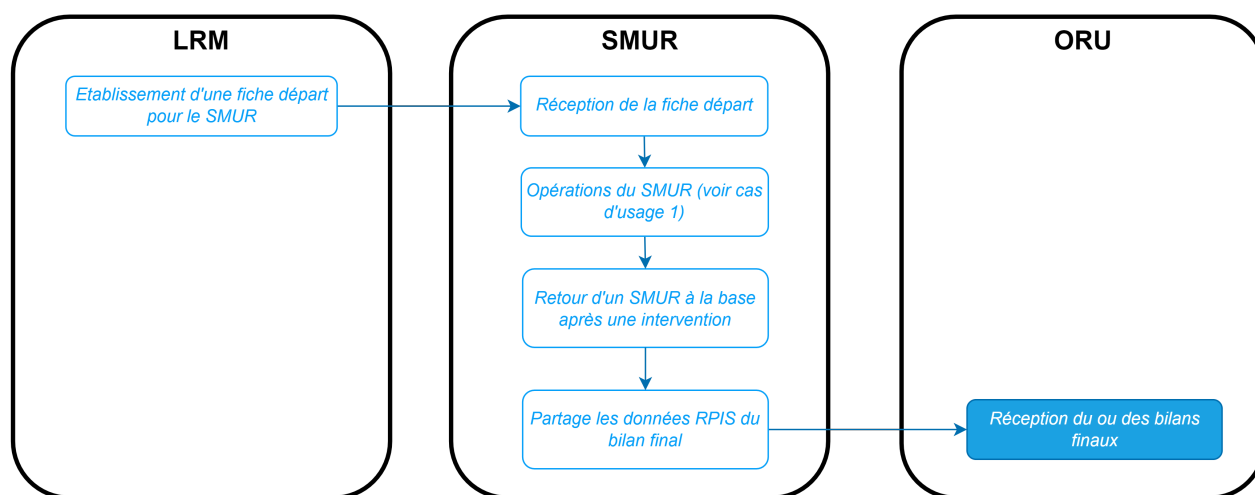 LRM
SMUR
ORU
Etablissement d'une fiche départ
pour le SMUR
Réception de la fiche départ
Opérations du SMUR (voir cas
d'usage 1)
Retour d'un SMUR à la base
après une intervention
Partage les données RPIS du
bilan final
Réception du ou des bilans
finaux